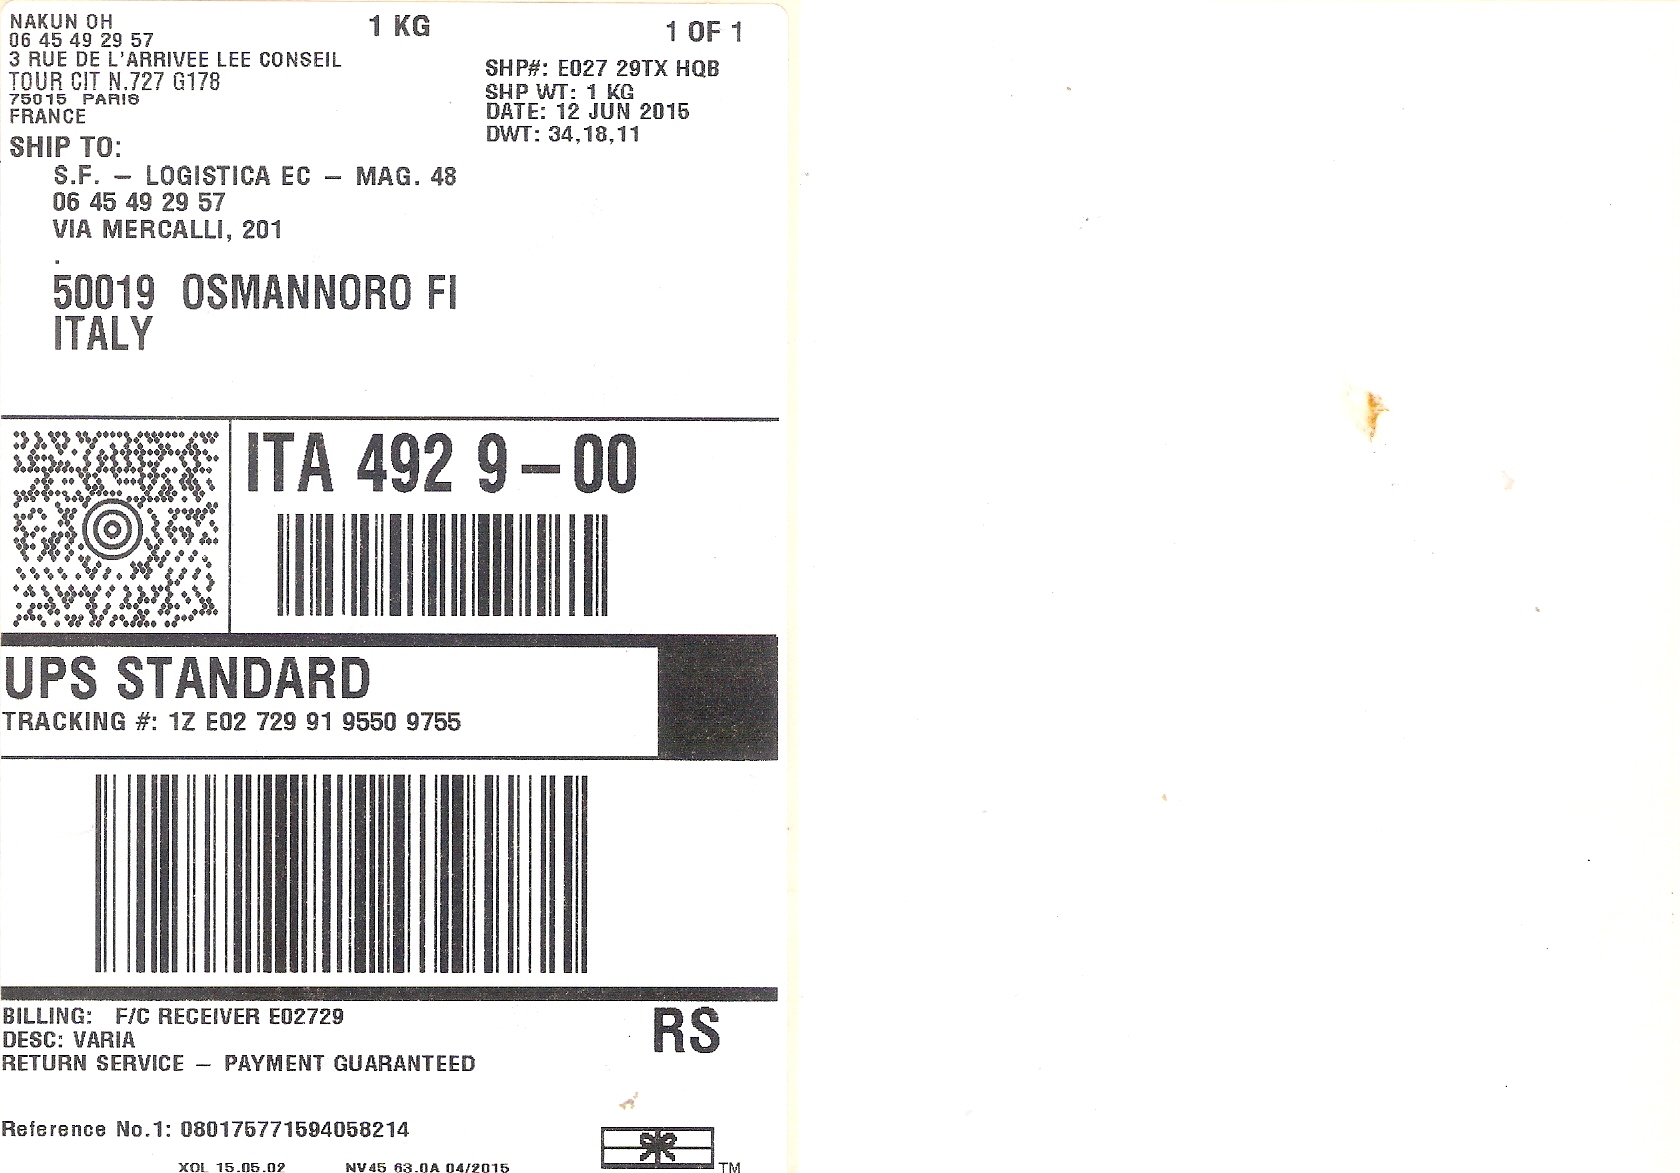 NAKUN OH
06 45 49 29 57
3 RUE DE L'ARRIVEE LEE CONSEIL
TOUR CIT N.727 G178
75015 PARIS
FRANCE
1 KG
1 OF 1
SHP#: E027 29TX HQB
SHP WT: 1 KG
DATE: 12 JUN 2015
DWT: 34,18,11
SHIP TO:
S.F. – LOGISTICA EC – MAG. 48
06 45 49 29 57
VIA MERCALLI, 201
.
50019 OSMANNORO FI
ITALY
ITA 492 9–00
UPS STANDARD
TRACKING #: 1Z E02 729 91 9550 9755
BILLING: F/C RECEIVER E02729
DESC: VARIA
RETURN SERVICE – PAYMENT GUARANTEED
RS
Reference No.1: 080175771594058214
XOL 15.05.02 NV45 63.0A 04/2015
TM